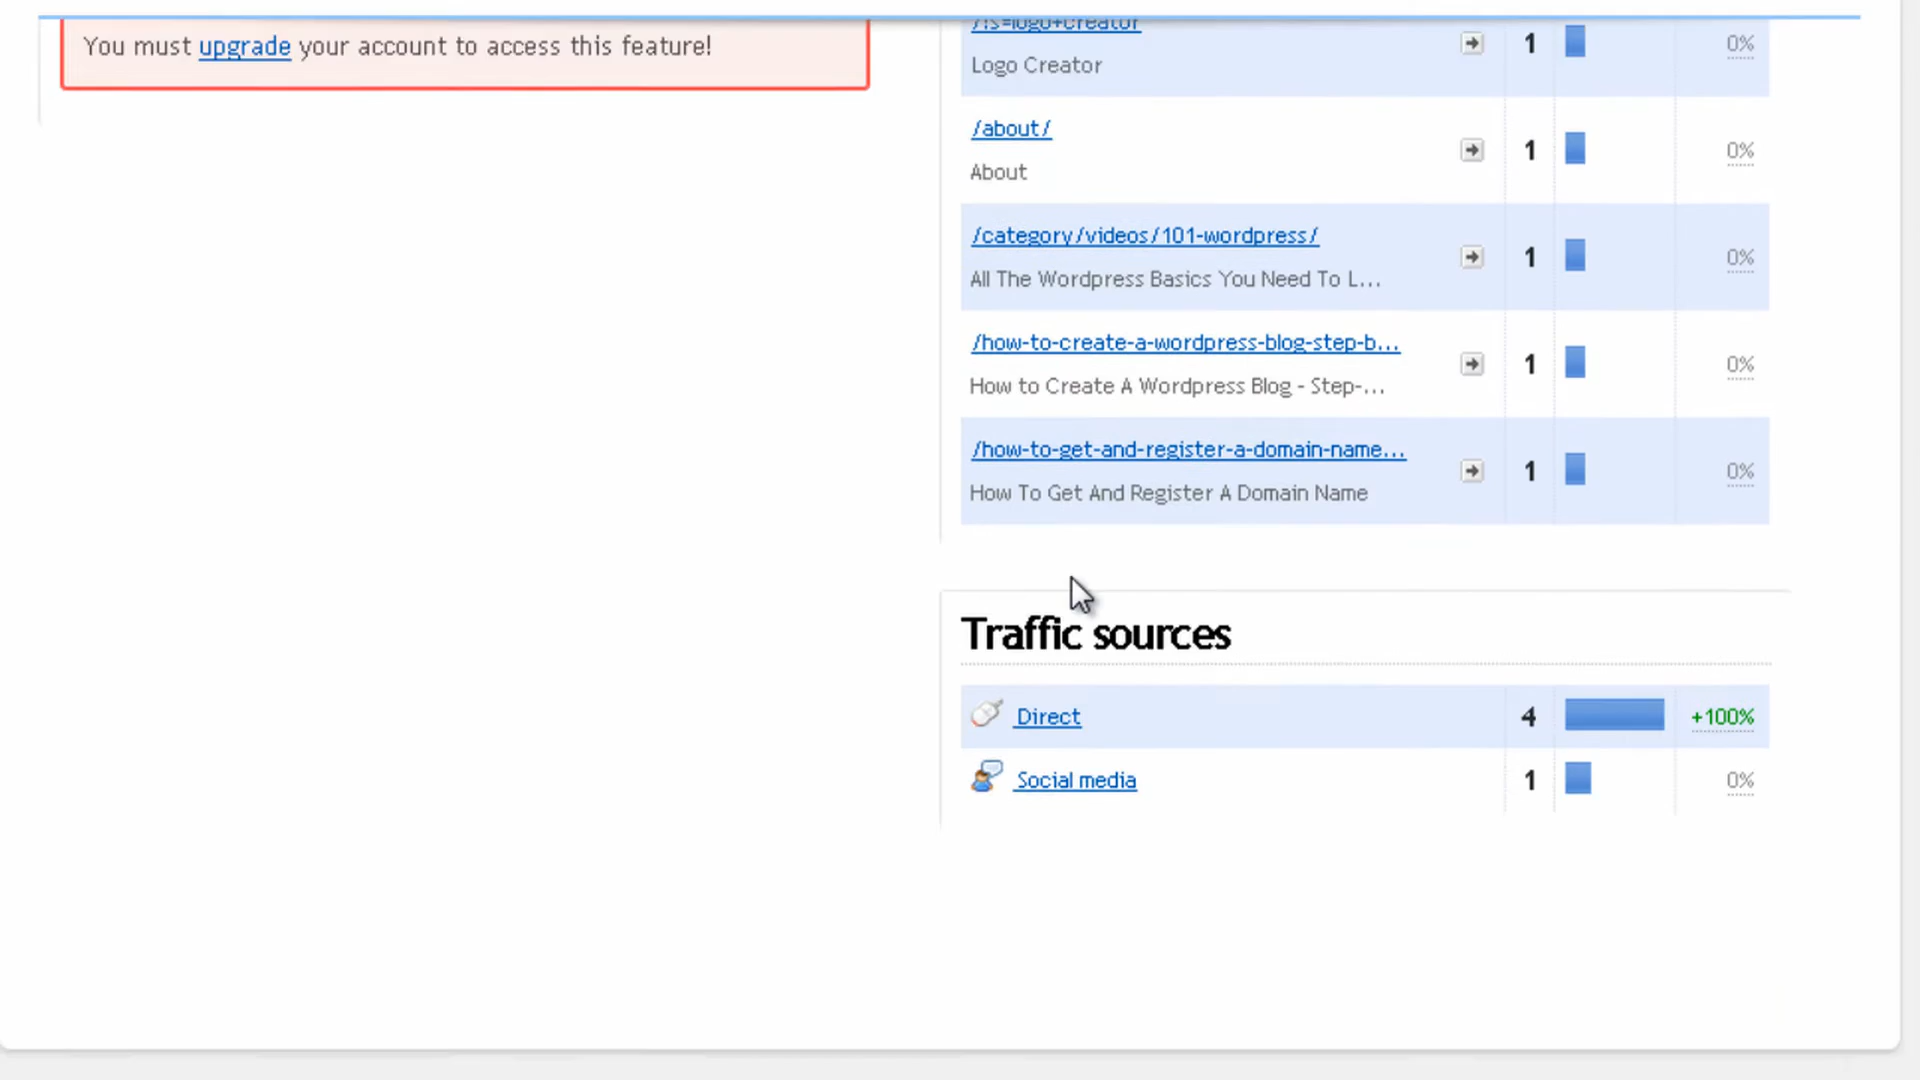 You must upgrade your account to access this feature!
/?s=logo+creator
Logo Creator
1
0%
/about/
About
1
0%
/category/videos/101-wordpress/
All The Wordpress Basics You Need To L...
1
0%
/how-to-create-a-wordpress-blog-step-b...
How to Create A Wordpress Blog - Step-...
1
0%
/how-to-get-and-register-a-domain-name...
How To Get And Register A Domain Name
1
0%
Traffic sources
Direct
4
+100%
Social media
1
0%